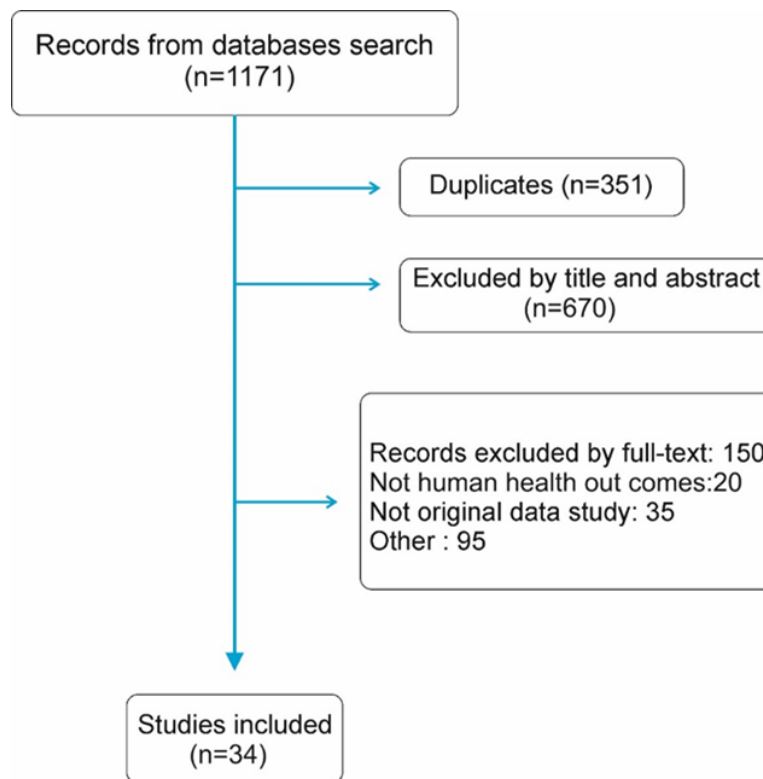 Records from databases search
(n=1171)
Duplicates (n=351)
Excluded by title and abstract
(n=670)
Records excluded by full-text: 150
Not human health out comes:20
Not original data study: 35
Other : 95
Studies included
(n=34)